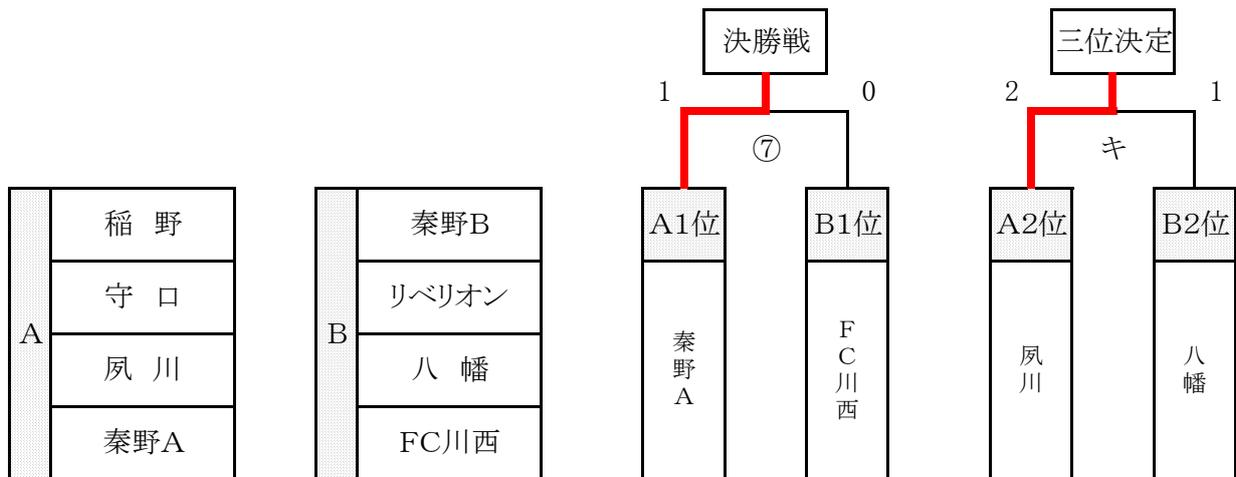 決勝戦
三位決定
1
0
2
1
⑦
キ
A
稲 野
守 口
夙 川
秦野A
B
秦野B
リベリオン
八 幡
FC川西
A1位
B1位
A2位
B2位
秦野A
FC川西
夙川
八幡